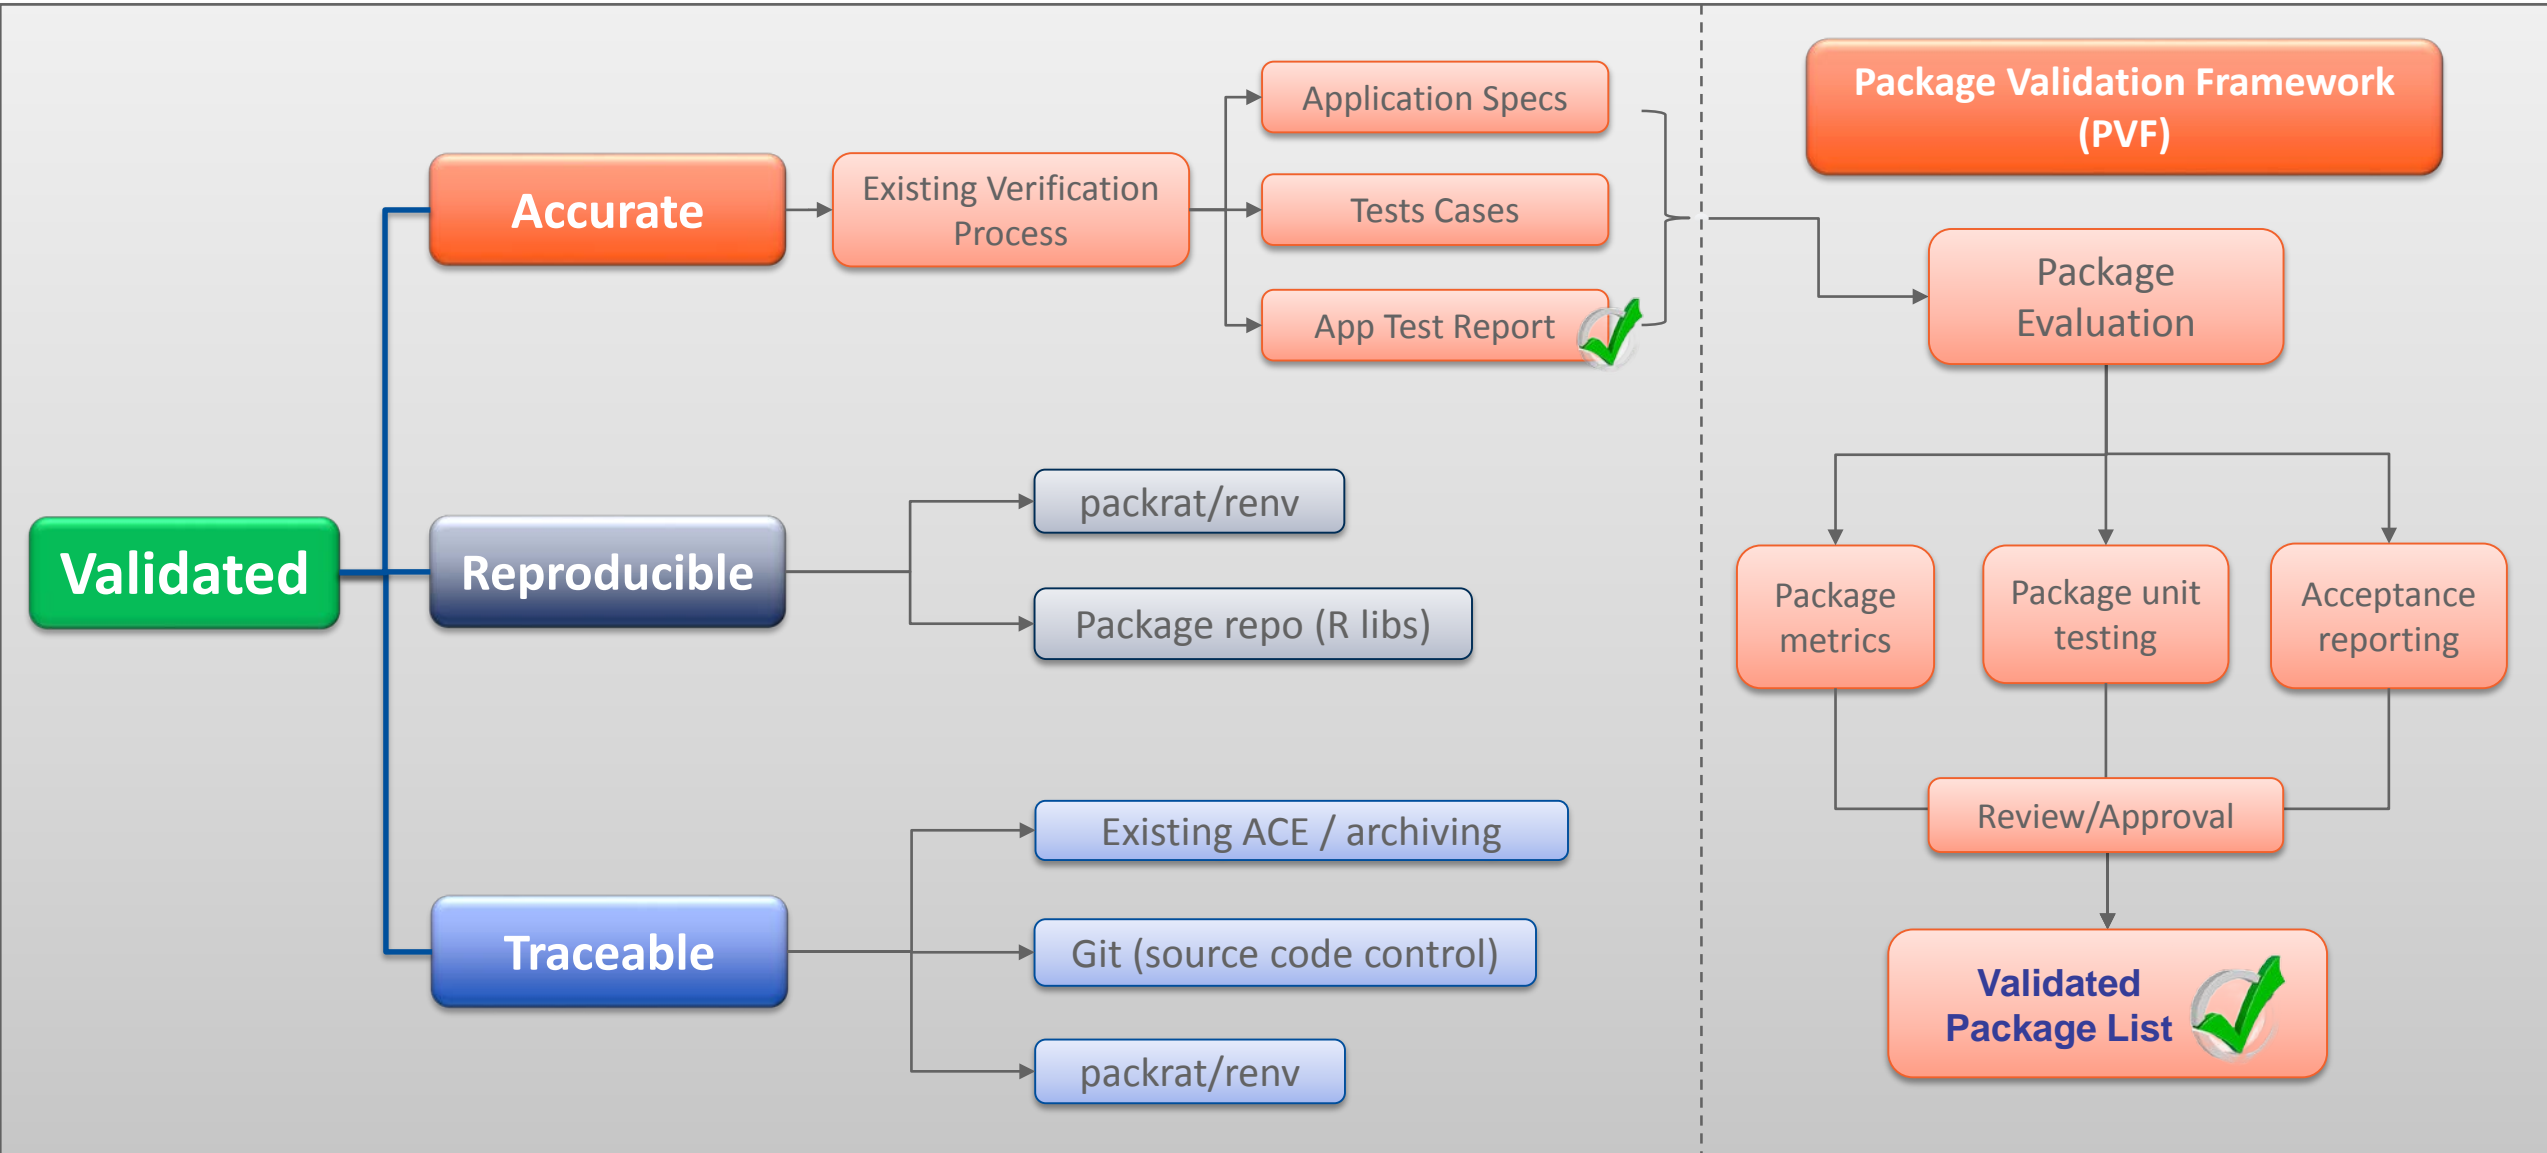 Validated
Accurate
Existing Verification
Process
Application Specs
Tests Cases
App Test Report
Reproducible
packrat/renv
Package repo (R libs)
Traceable
Existing ACE / archiving
Git (source code control)
packrat/renv
Package Validation Framework
(PVF)
Package
Evaluation
Package
metrics
Package unit
testing
Acceptance
reporting
Review/Approval
Validated
Package List